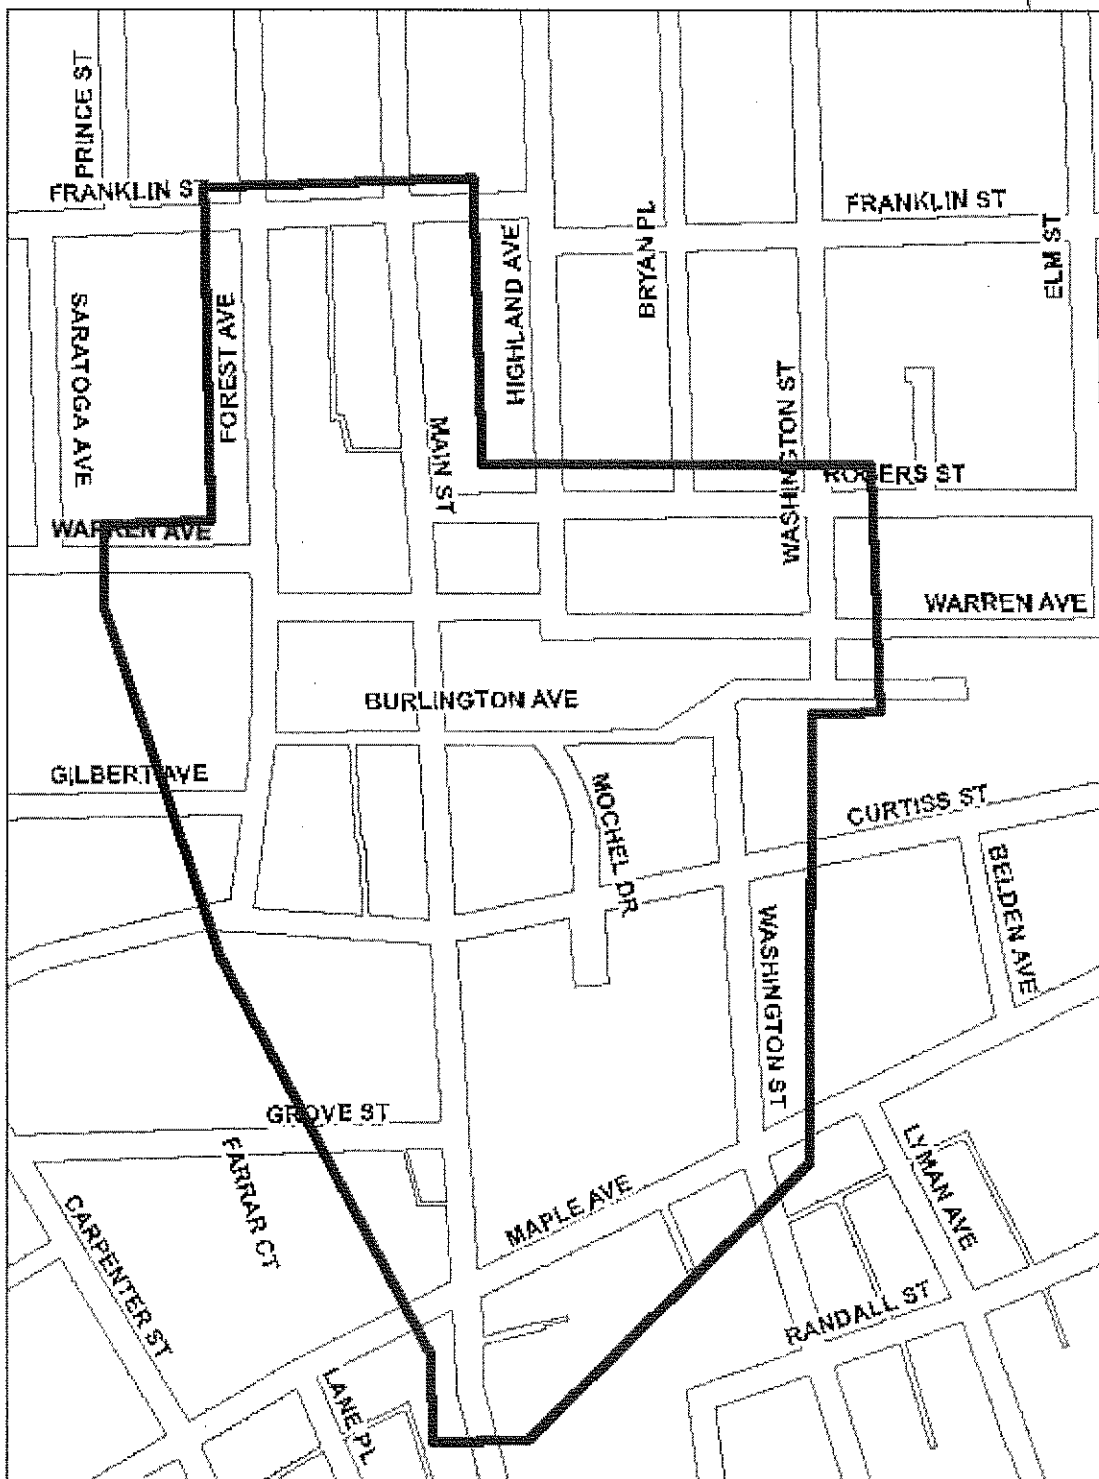 PRINCE ST
FRANKLIN ST
FRANKLIN ST
SARATOGA AVE
FOREST AVE
HIGHLAND AVE
BRYAN PL
ELM ST
MAIN ST
WASHINGTON ST
ROGERS ST
WARREN AVE
WARREN AVE
BURLINGTON AVE
GILBERT AVE
MOCHEL DR
CURTISS ST
BELDEN AVE
WASHINGTON ST
GROVE ST
FARRAR CT
CARPENTER ST
MAPLE AVE
LYMAN AVE
RANDALL ST
LANE PL